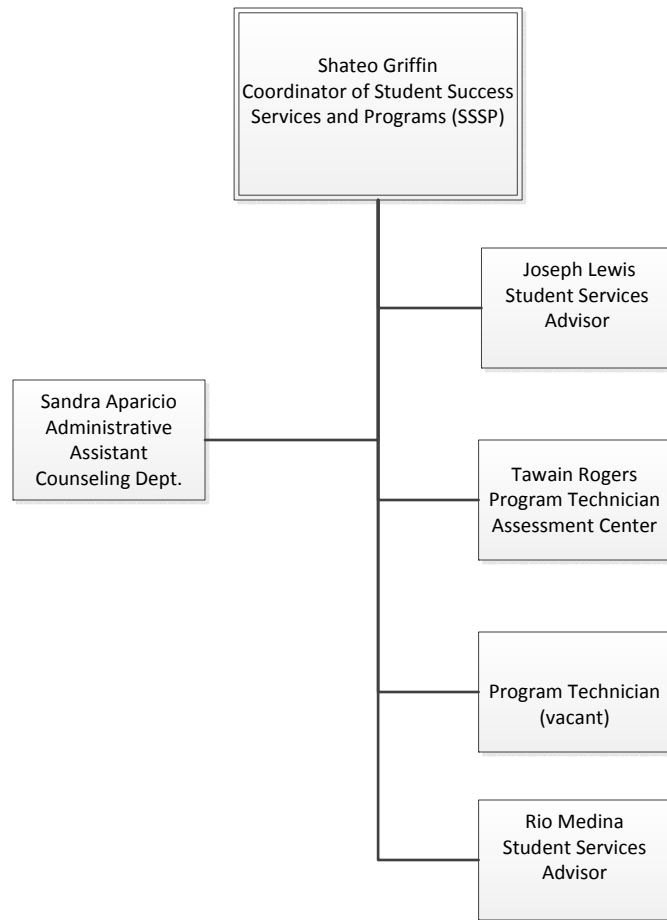 Shateo Griffin
Coordinator of Student Success
Services and Programs (SSSP)
Joseph Lewis
Student Services
Advisor
Sandra Aparicio
Administrative
Assistant
Counseling Dept.
Tawain Rogers
Program Technician
Assessment Center
Program Technician
(vacant)
Rio Medina
Student Services
Advisor